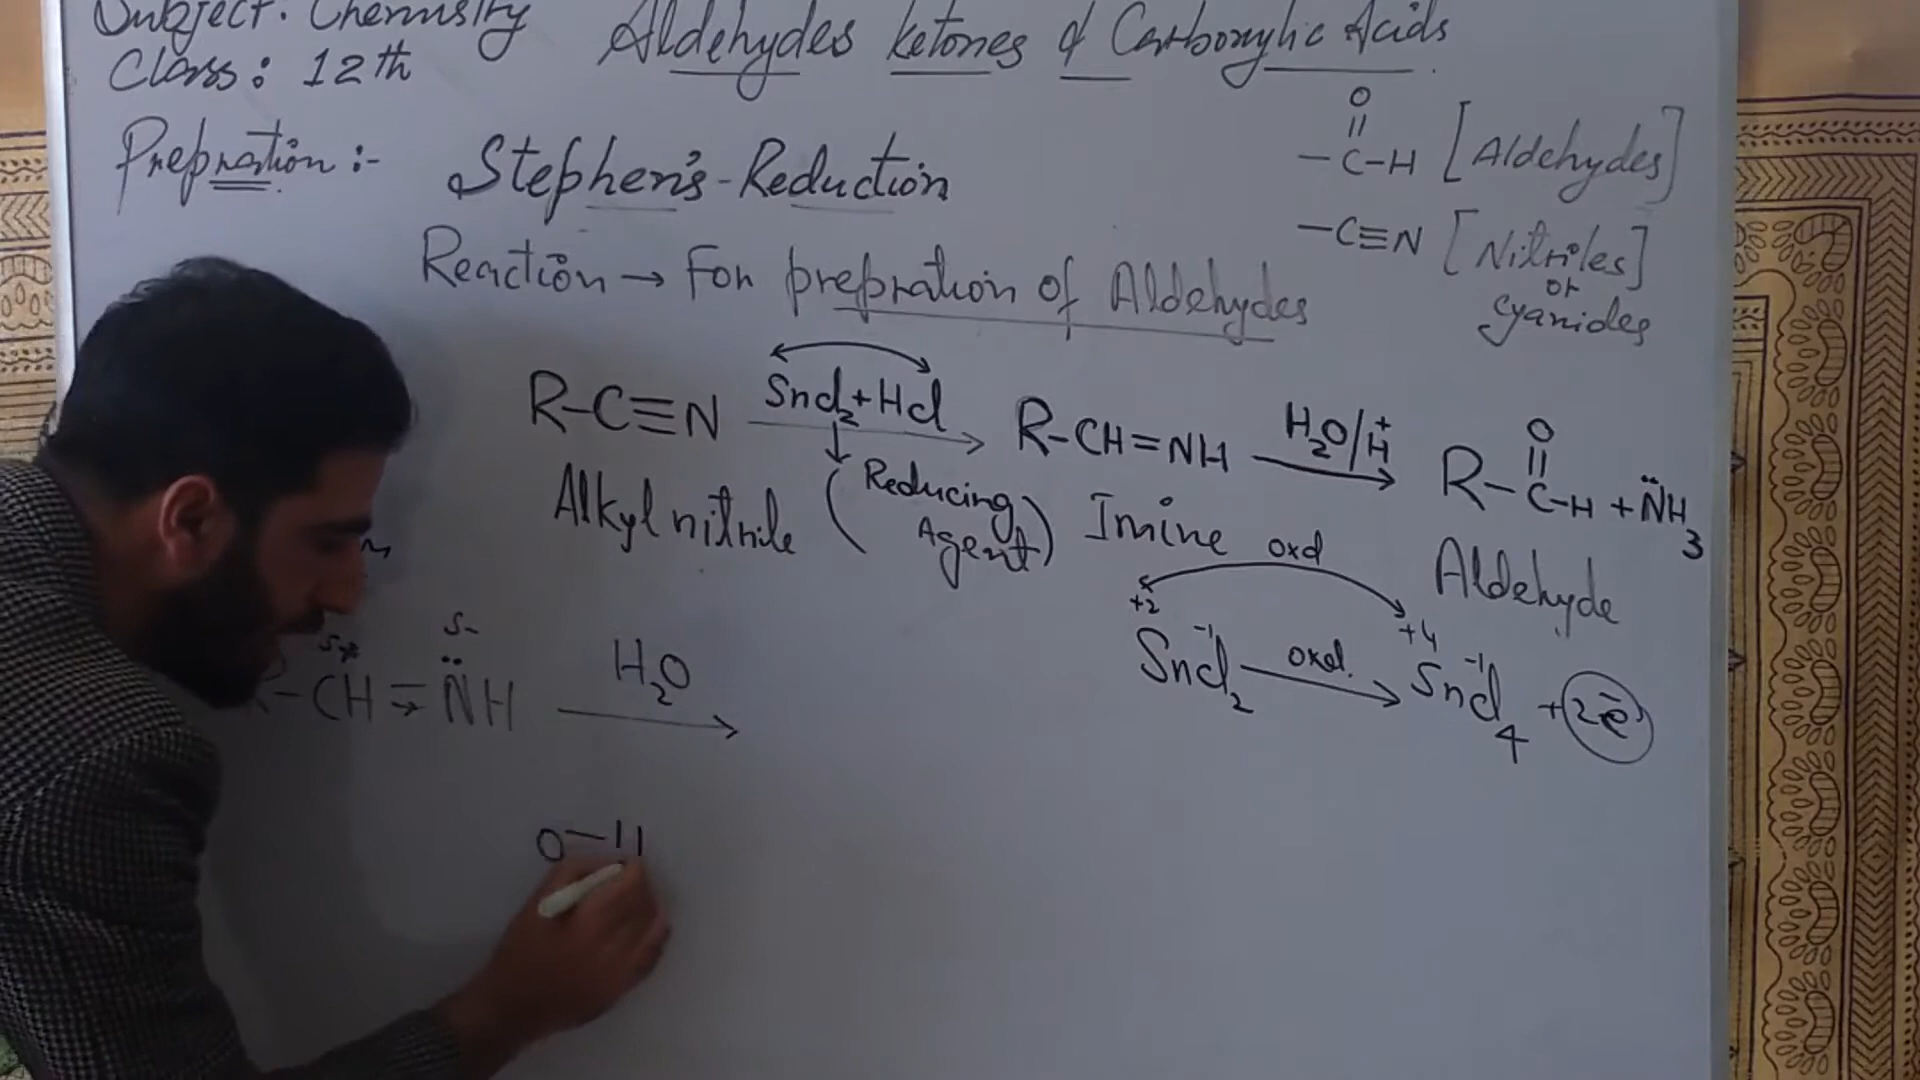 Subject: Chemistry
Aldehydes Ketones & Carboxylic Acids
Class: 12th
Prepration :-
Stephen's-Reduction
Reaction → For prepration of Aldehydes
O
||
-C-H [Aldehydes]
-C≡N [Nitriles]
or
Cyanides
R-C≡N SnCl₂+HCl → R-CH=NH H₂O/H⁺ → R-C-H + N̈H₃
O
||
Alkyl nitrile
(Reducing
Agent)
Imine
Aldehyde
oxd
+2 +4
SnCl₂ -1 oxd. → SnCl₄ -1 + 2e⁻
S+ S-
-CH=N̈H H₂O →
O-H